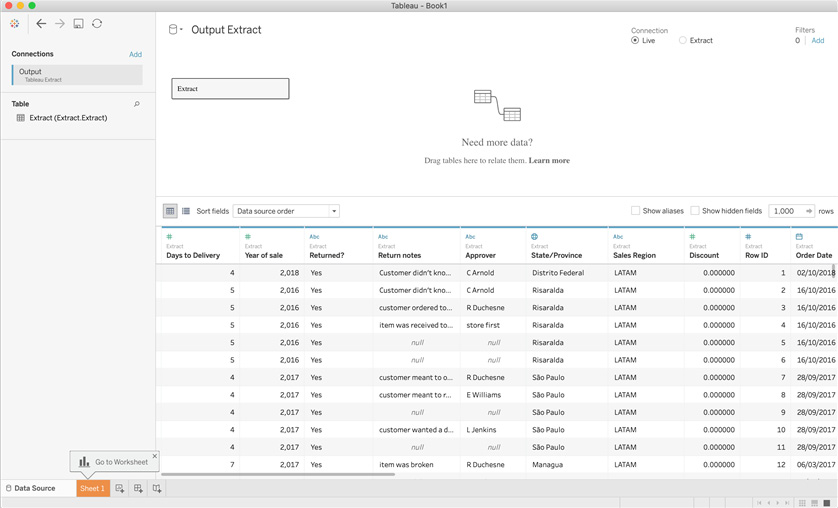 Tableau - Book1
Connections Add
Output
Tableau Extract
Table
Extract (Extract.Extract)
Output Extract
Connection
Live Extract
Filters
0 Add
Extract
Need more data?
Drag tables here to relate them. Learn more
Sort fields Data source order Show aliases Show hidden fields 1,000 rows
# # Abc Abc Abc # #
Extract Extract Extract Extract Extract Extract Extract Extract Extract Extract
Days to Delivery Year of sale Returned? Return notes Approver State/Province Sales Region Discount Row ID Order Date
4 2,018 Yes Customer didn't kno... C Arnold Distrito Federal LATAM 0.000000 1 02/10/2018
5 2,016 Yes Customer didn't kno... C Arnold Risaralda LATAM 0.000000 2 16/10/2016
5 2,016 Yes customer ordered to... R Duchesne Risaralda LATAM 0.000000 3 16/10/2016
5 2,016 Yes item was received to... store first Risaralda LATAM 0.000000 4 16/10/2016
5 2,016 Yes null null Risaralda LATAM 0.000000 5 16/10/2016
5 2,016 Yes null null Risaralda LATAM 0.000000 6 16/10/2016
4 2,017 Yes customer meant to o... R Duchesne São Paulo LATAM 0.000000 7 28/09/2017
4 2,017 Yes customer meant to r... E Williams São Paulo LATAM 0.000000 8 28/09/2017
4 2,017 Yes null null São Paulo LATAM 0.000000 9 28/09/2017
4 2,017 Yes customer wanted a d... L Jenkins São Paulo LATAM 0.000000 10 28/09/2017
4 2,017 Yes null null São Paulo LATAM 0.000000 11 28/09/2017
7 2,017 Yes item was broken R Duchesne Managua LATAM 0.000000 12 06/03/2017
Go to Worksheet
Data Source Sheet 1